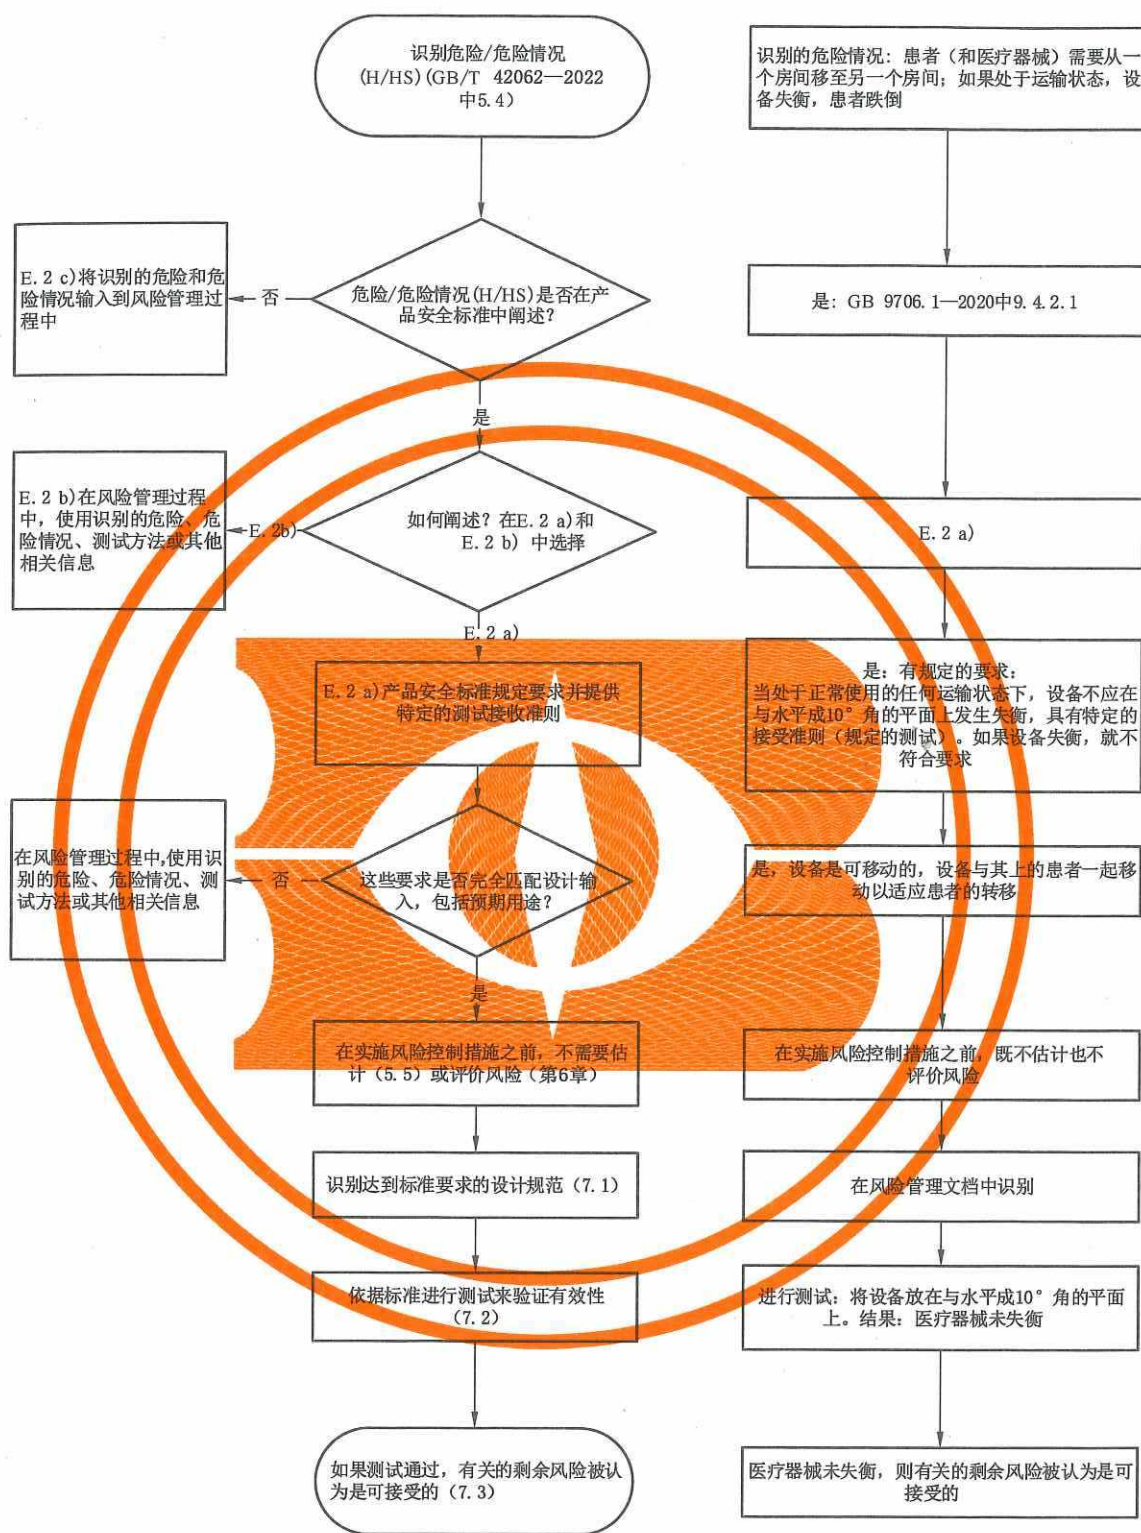 识别危险/危险情况
(H/HS)(GB/T 42062—2022
中5.4)
识别的危险情况：患者（和医疗器械）需要从一
个房间移至另一个房间；如果处于运输状态，设
备失衡，患者跌倒
E.2 c)将识别的危险和危
险情况输入到风险管理过
程中
否
危险/危险情况(H/HS)是否在产
品安全标准中阐述？
是：GB 9706.1—2020中9.4.2.1
是
E.2 b)在风险管理过程
中，使用识别的危险、危
险情况、测试方法或其他
相关信息
E.2b)
如何阐述？在E.2 a)和
E.2 b) 中选择
E.2 a)
E.2 a)
E.2 a)产品安全标准规定要求并提供
特定的测试接收准则
是：有规定的要求：
当处于正常使用的任何运输状态下，设备不应在
与水平成10°角的平面上发生失衡，具有特定的
接受准则（规定的测试）。如果设备失衡，就不
符合要求
在风险管理过程中,使用识
别的危险、危险情况、测
试方法或其他相关信息
否
这些要求是否完全匹配设计输
入，包括预期用途？
是，设备是可移动的，设备与其上的患者一起移
动以适应患者的转移
是
在实施风险控制措施之前，不需要估
计（5.5）或评价风险（第6章）
在实施风险控制措施之前，既不估计也不
评价风险
识别达到标准要求的设计规范（7.1）
在风险管理文档中识别
依据标准进行测试来验证有效性
(7.2)
进行测试：将设备放在与水平成10°角的平面
上。结果：医疗器械未失衡
如果测试通过，有关的剩余风险被认
为是可接受的（7.3）
医疗器械未失衡，则有关的剩余风险被认为是可
接受的